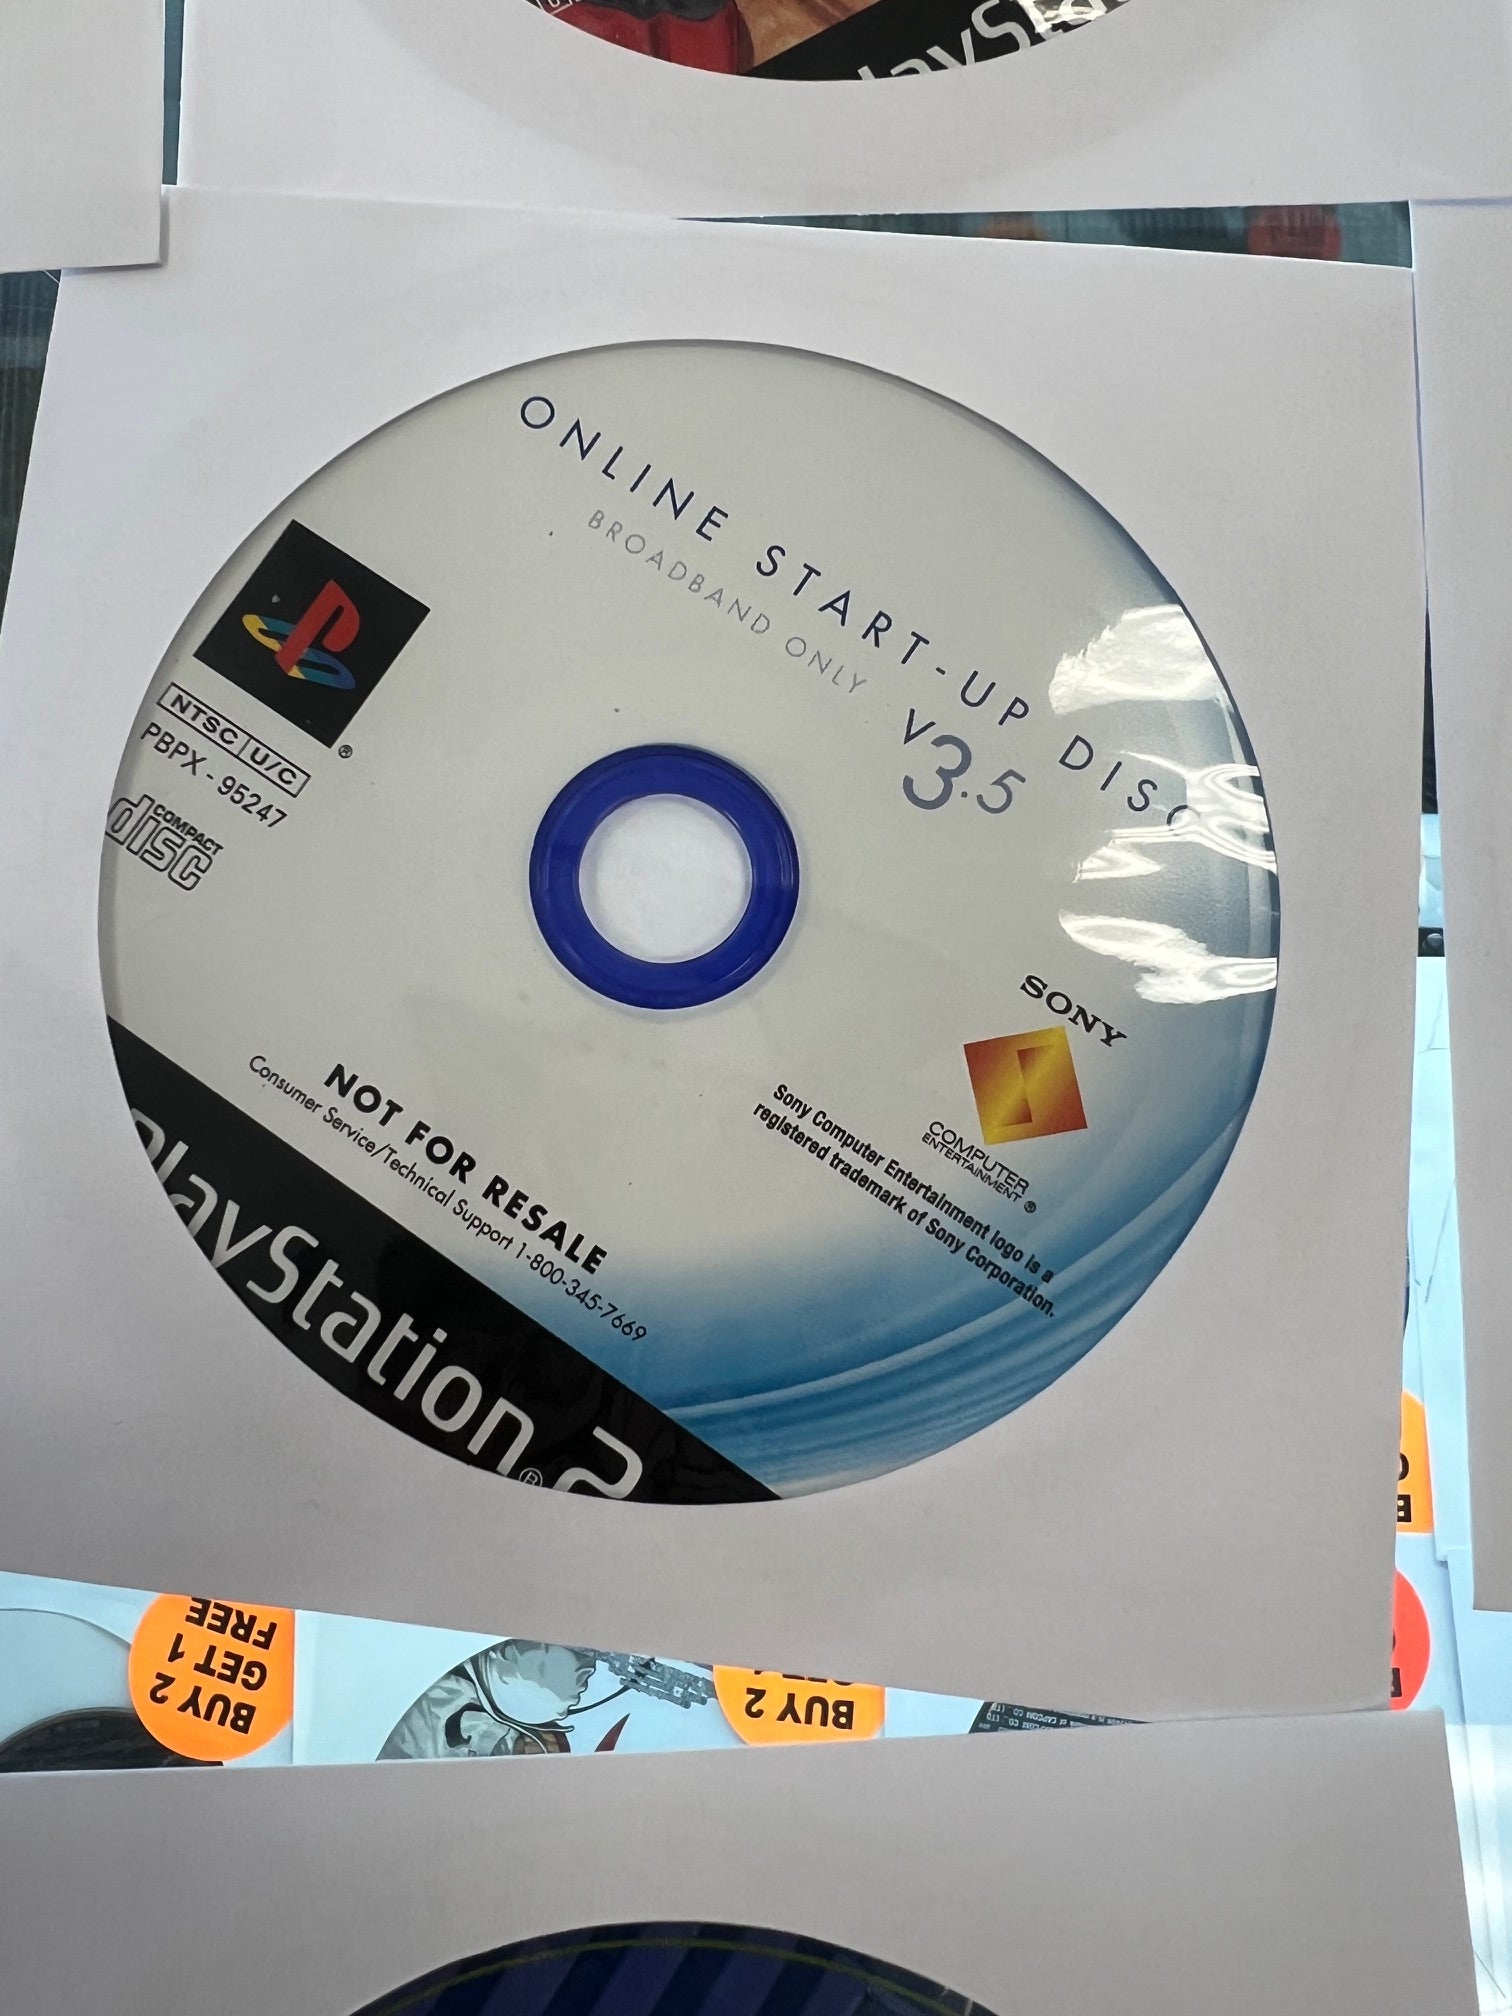 ONLINE START-UP DISC
BROADBAND ONLY
V3.5
NTSC U/C
PBPX-95247
COMPACT
disc
SONY
COMPUTER
ENTERTAINMENT®
Sony Computer Entertainment logo is a
registered trademark of Sony Corporation.
NOT FOR RESALE
Consumer Service/Technical Support 1-800-345-7669
PlayStation®2
BUY 2
GET 1
FREE
BUY 2